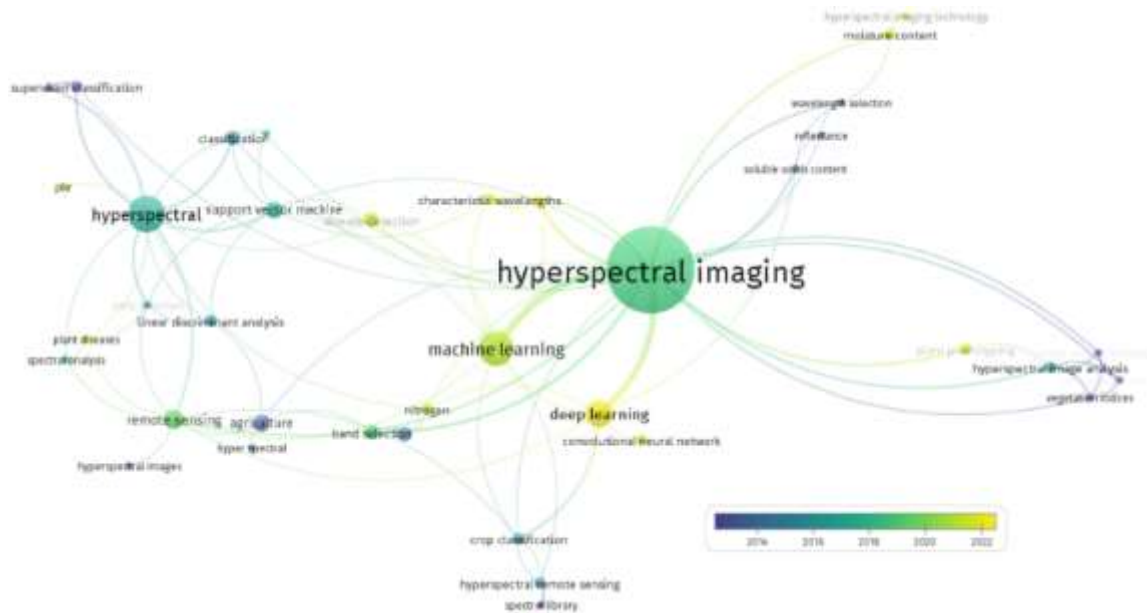 hyperspectral imaging technology
moisture content
supervised classification
wavelength selection
classification
reflectance
soluble solids content
plsr
hyperspectral
support vector machine
characteristic wavelengths
hyperspectral imaging
linear discriminant analysis
plant diseases
machine learning
spectral analysis
hyperspectral image analysis
vegetation indices
nitrogen
deep learning
remote sensing
agriculture
band selection
convolutional neural network
hyper spectral
hyperspectral images
2014 2016 2018 2020 2022
crop classification
hyperspectral remote sensing
spectral library